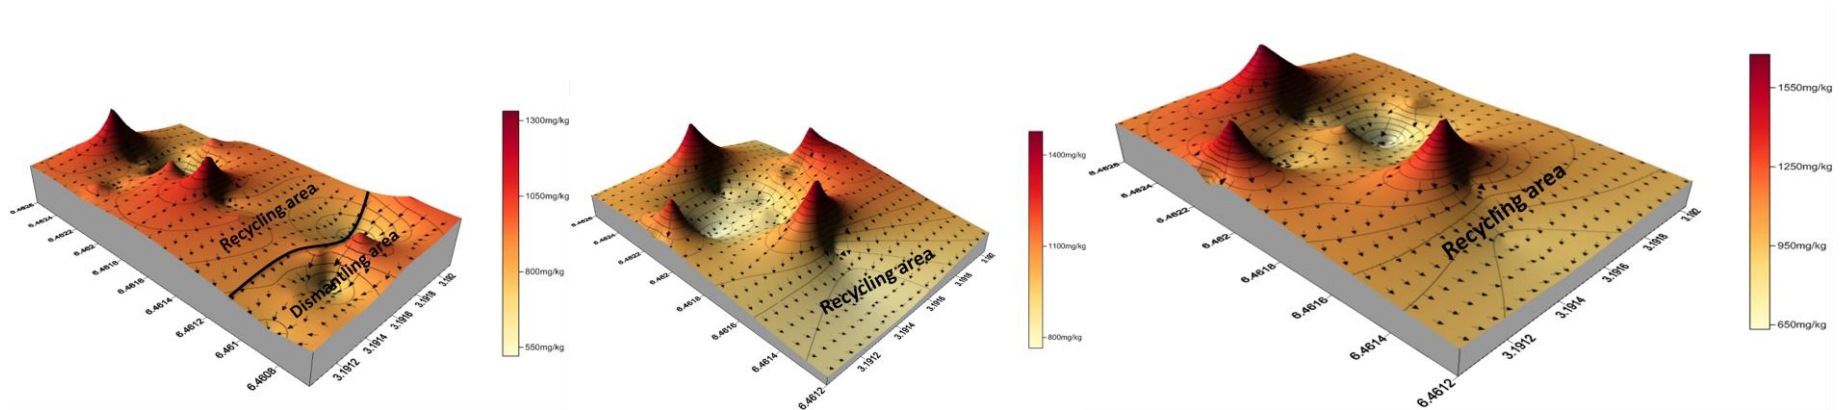 1300mg/kg
1050mg/kg
800mg/kg
550mg/kg
Recycling area
Dismantling area
6.4626
6.4624
6.4622
6.462
6.4618
6.4616
6.4614
6.4612
6.461
6.4608
3.1912
3.1914
3.1916
3.1918
3.192
1400mg/kg
1100mg/kg
800mg/kg
Recycling area
6.4626
6.4624
6.4622
6.462
6.4618
6.4616
6.4614
6.4612
3.1912
3.1914
3.1916
3.1918
3.192
1550mg/kg
1250mg/kg
950mg/kg
650mg/kg
Recycling area
6.4626
6.4624
6.4622
6.462
6.4618
6.4616
6.4614
6.4612
3.1912
3.1914
3.1916
3.1918
3.192